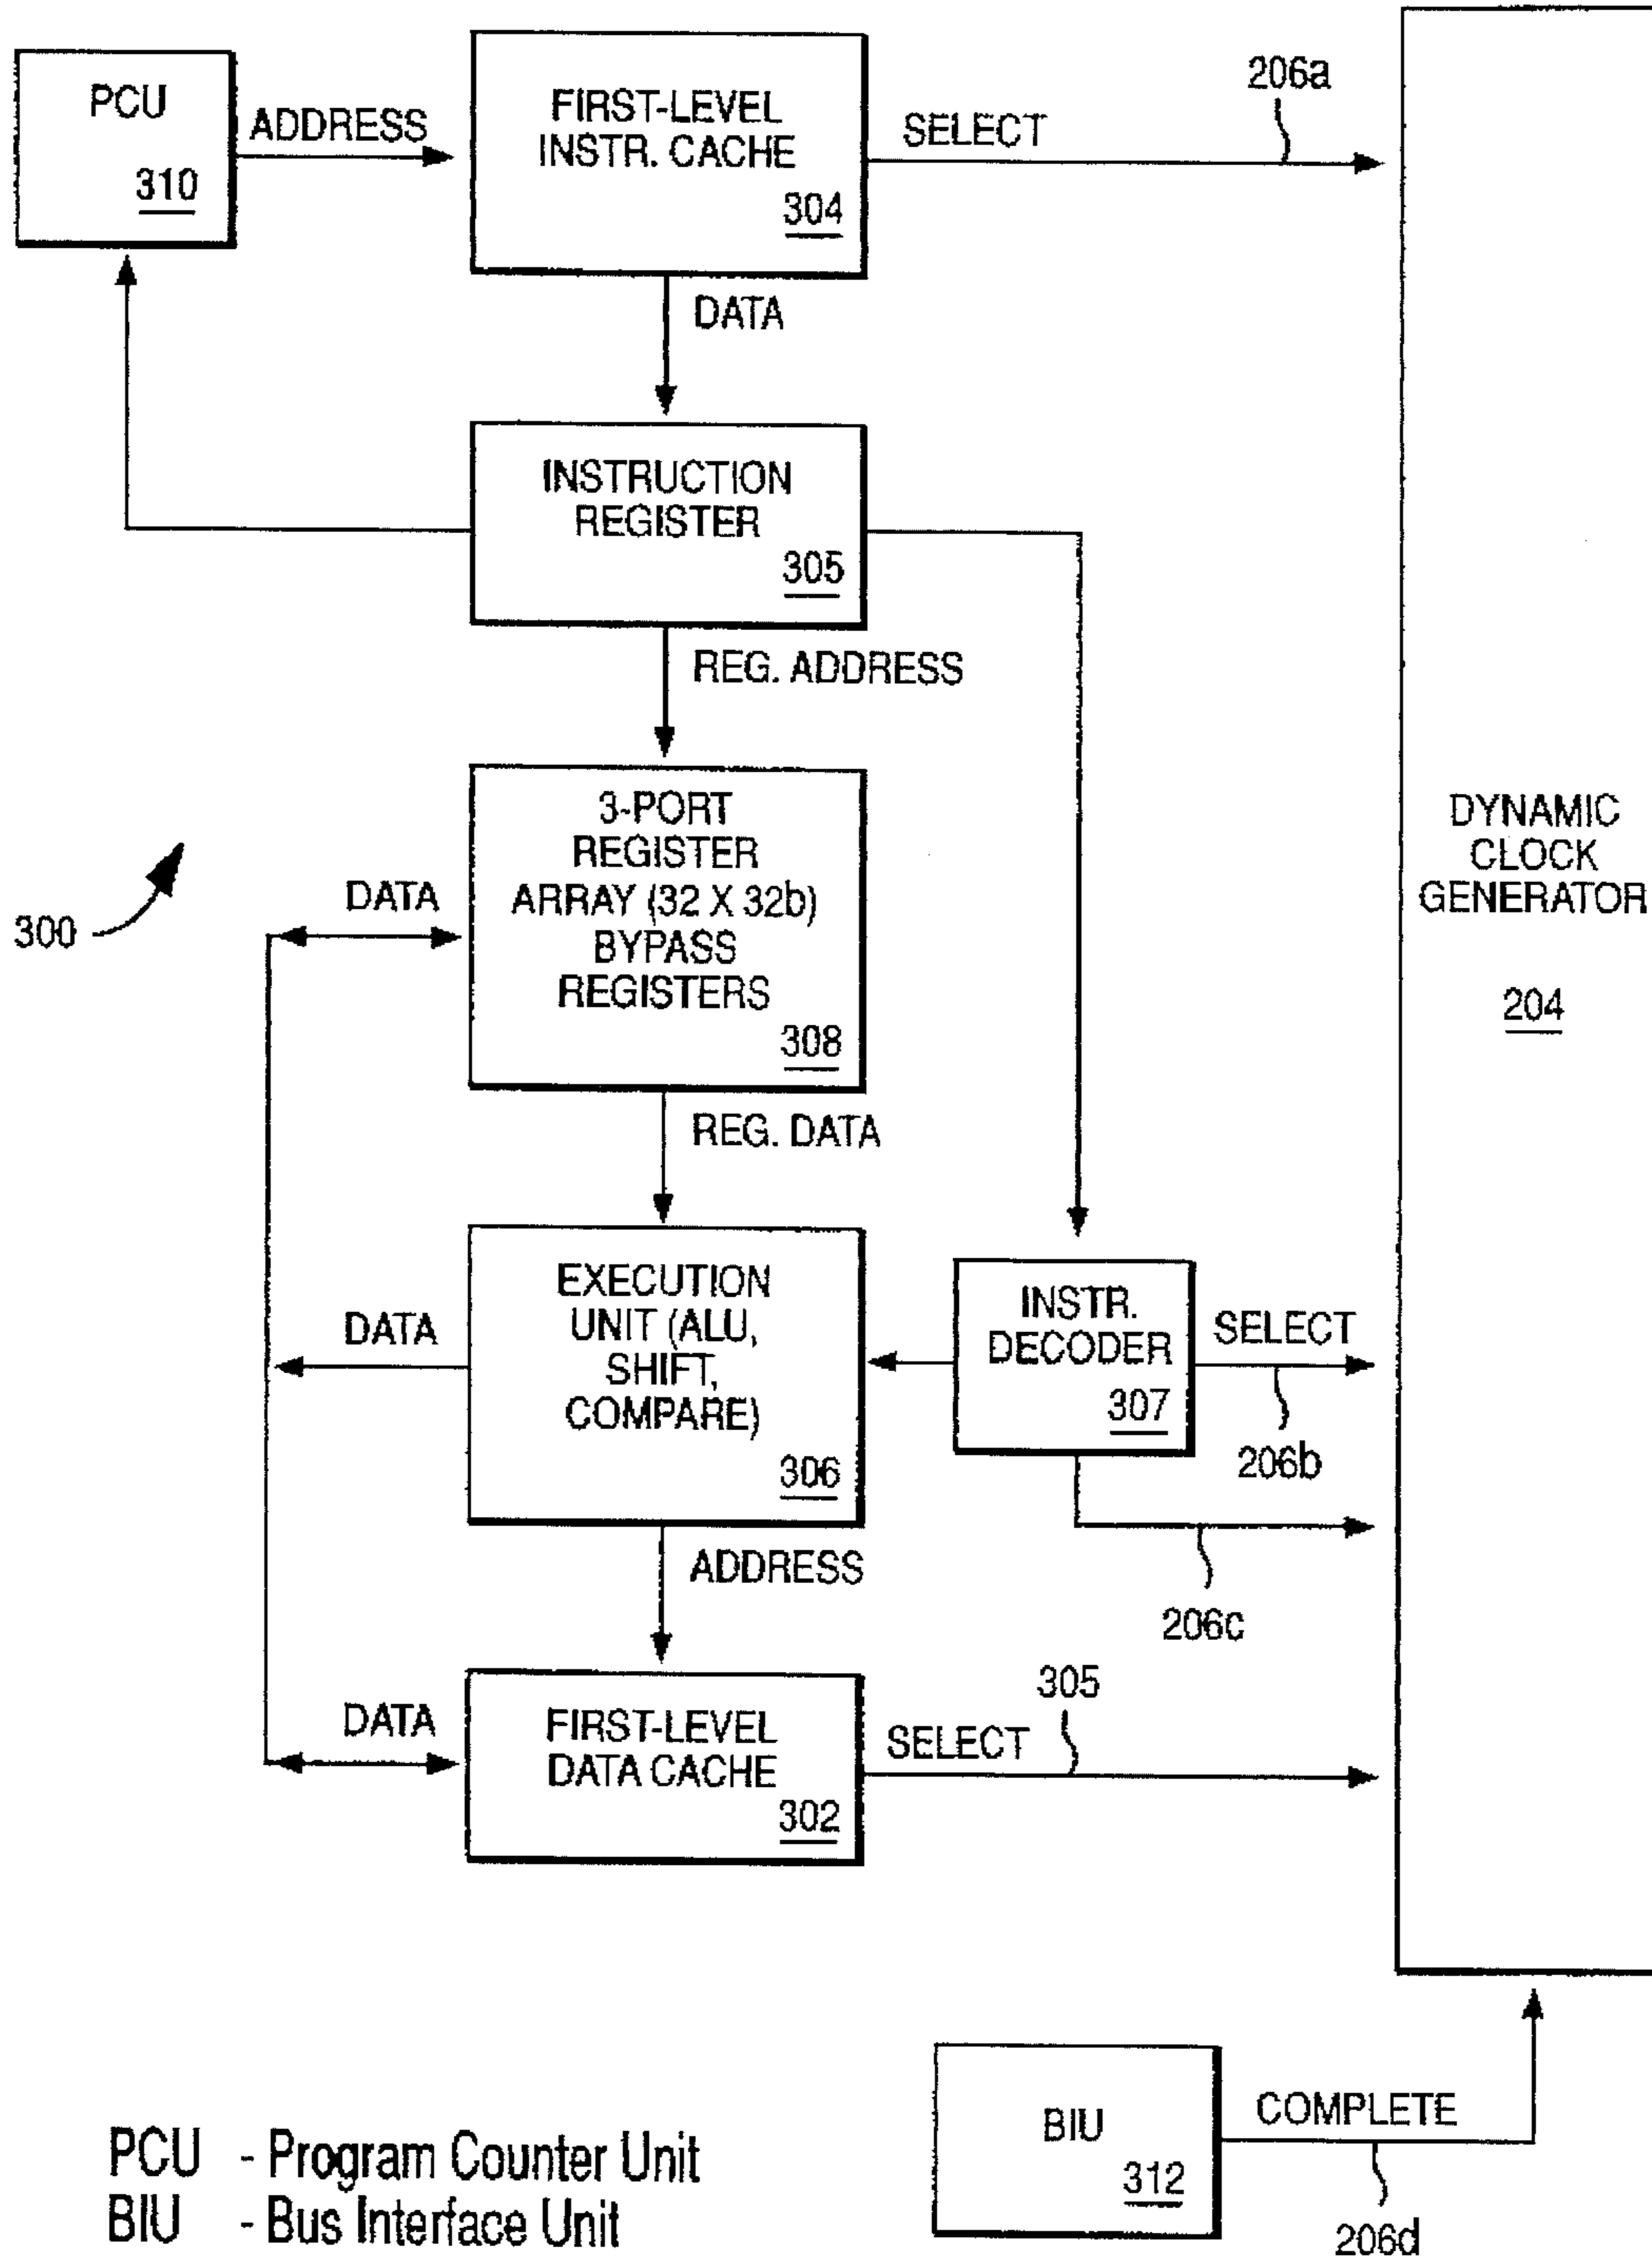 PCU
310
ADDRESS
FIRST-LEVEL
INSTR. CACHE
304
SELECT
206a
DATA
INSTRUCTION
REGISTER
305
REG. ADDRESS
3-PORT
REGISTER
ARRAY (32 X 32b)
BYPASS
REGISTERS
308
DATA
300
DYNAMIC
CLOCK
GENERATOR
204
REG. DATA
EXECUTION
UNIT (ALU,
SHIFT,
COMPARE)
306
DATA
INSTR.
DECODER
307
SELECT
206b
206c
ADDRESS
FIRST-LEVEL
DATA CACHE
302
DATA
SELECT
305
BIU
312
COMPLETE
206d
PCU - Program Counter Unit
BIU - Bus Interface Unit